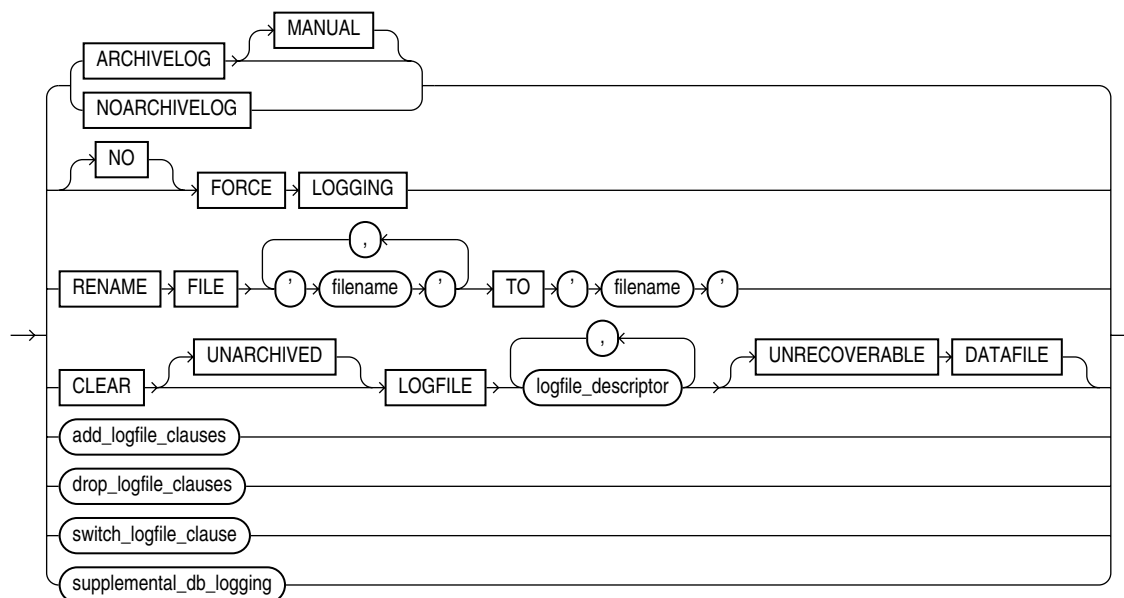 MANUAL
ARCHIVELOG
NOARCHIVELOG
NO
FORCE LOGGING
,
RENAME FILE ' filename ' TO ' filename '
,
UNARCHIVED UNRECOVERABLE DATAFILE
CLEAR LOGFILE logfile_descriptor
add_logfile_clauses
drop_logfile_clauses
switch_logfile_clause
supplemental_db_logging